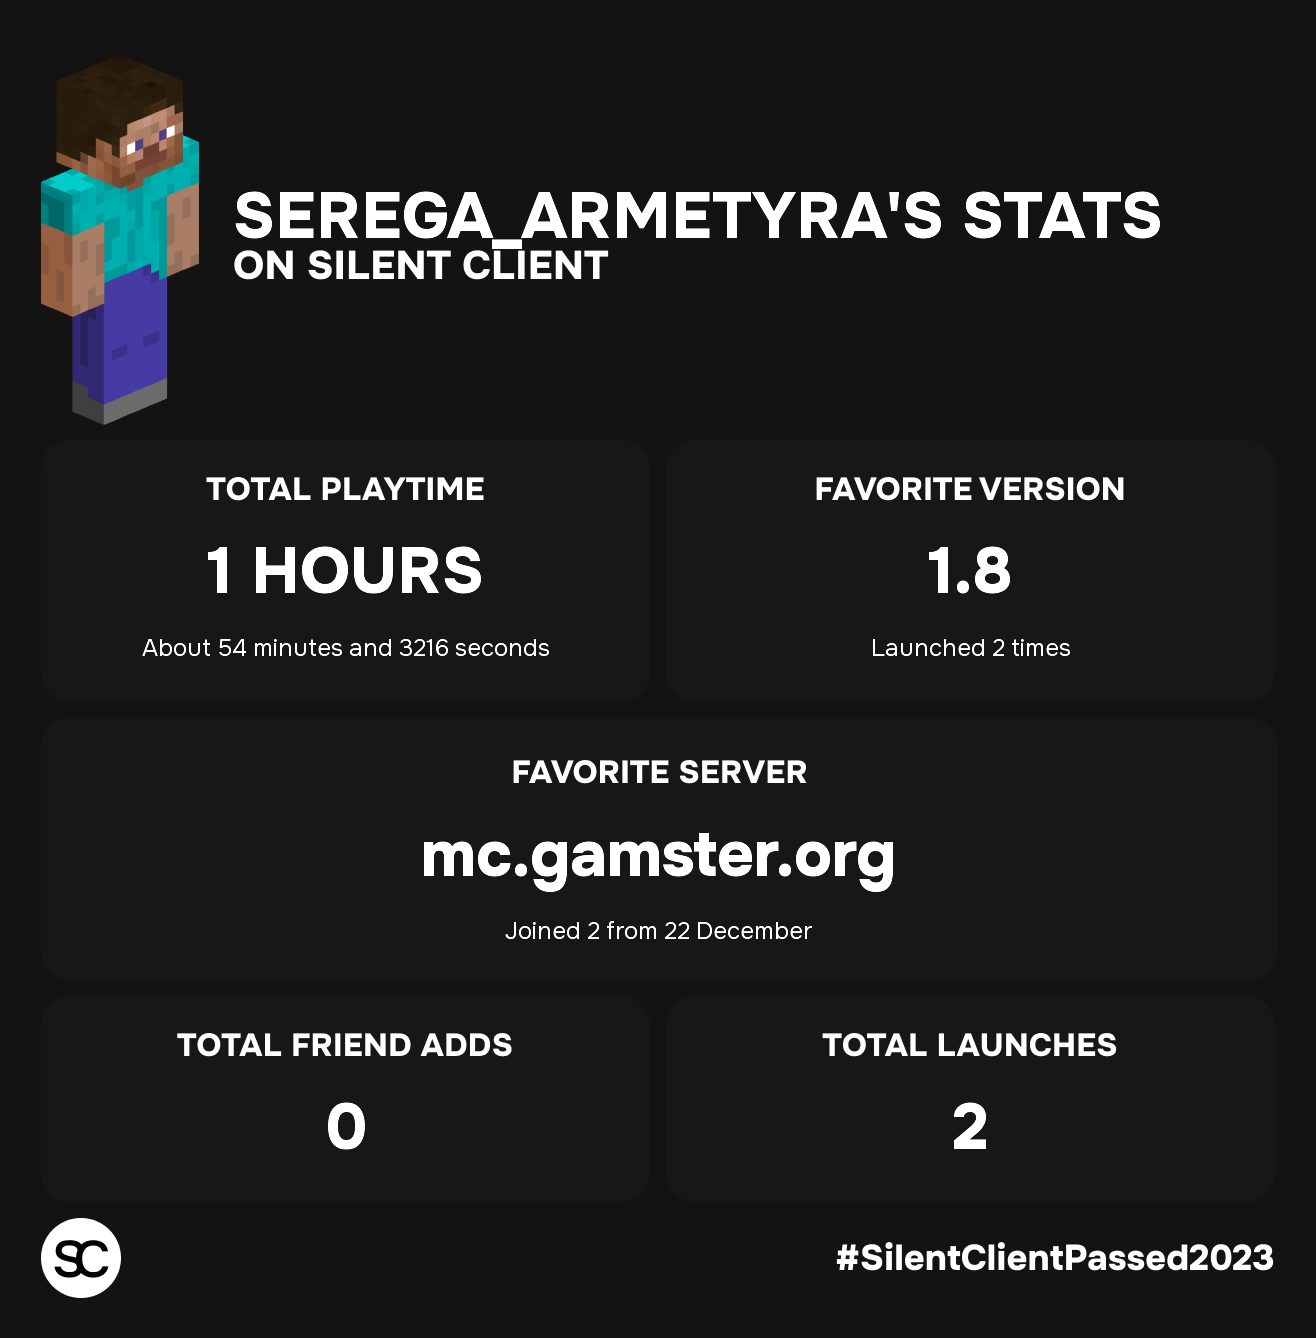 SEREGA_ARMETYRA'S STATS
ON SILENT CLIENT
TOTAL PLAYTIME
1 HOURS
About 54 minutes and 3216 seconds
FAVORITE VERSION
1.8
Launched 2 times
FAVORITE SERVER
mc.gamster.org
Joined 2 from 22 December
TOTAL FRIEND ADDS
0
TOTAL LAUNCHES
2
SC
#SilentClientPassed2023